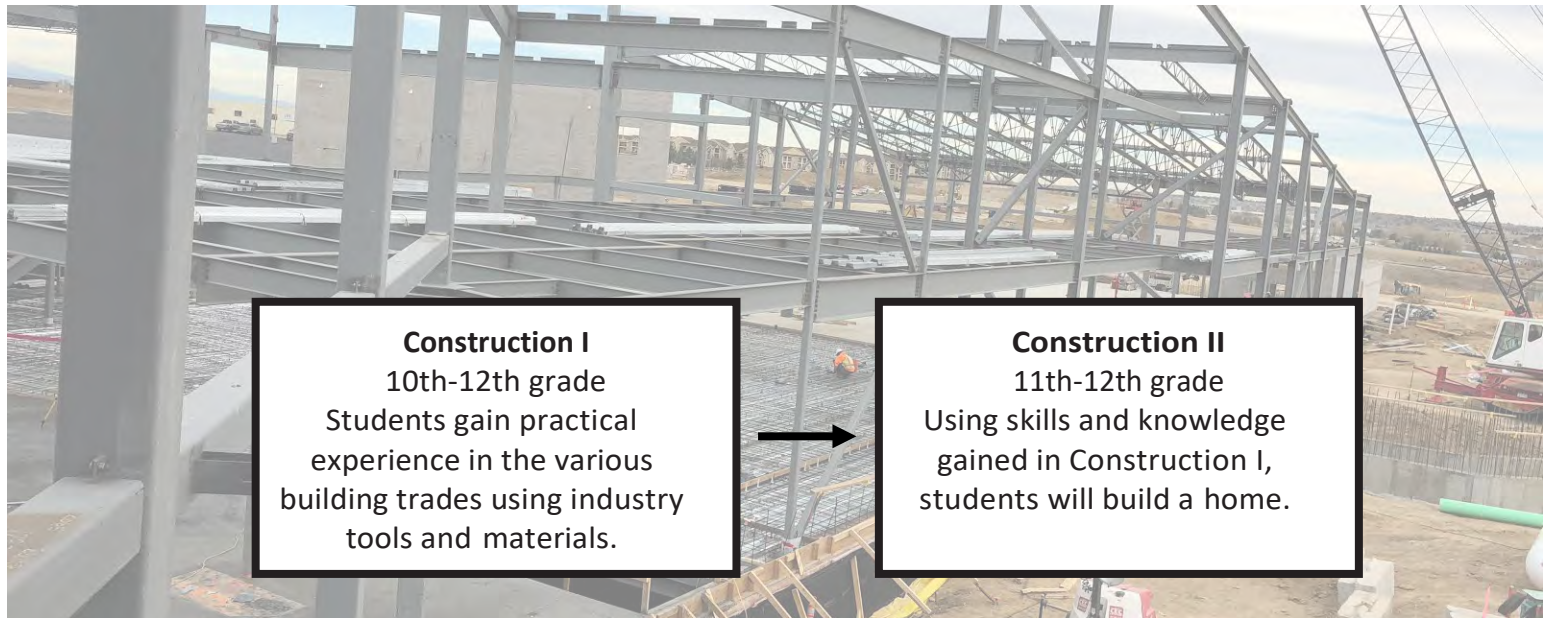 Construction I
10th-12th grade
Students gain practical
experience in the various
building trades using industry
tools and materials.
Construction II
11th-12th grade
Using skills and knowledge
gained in Construction I,
students will build a home.